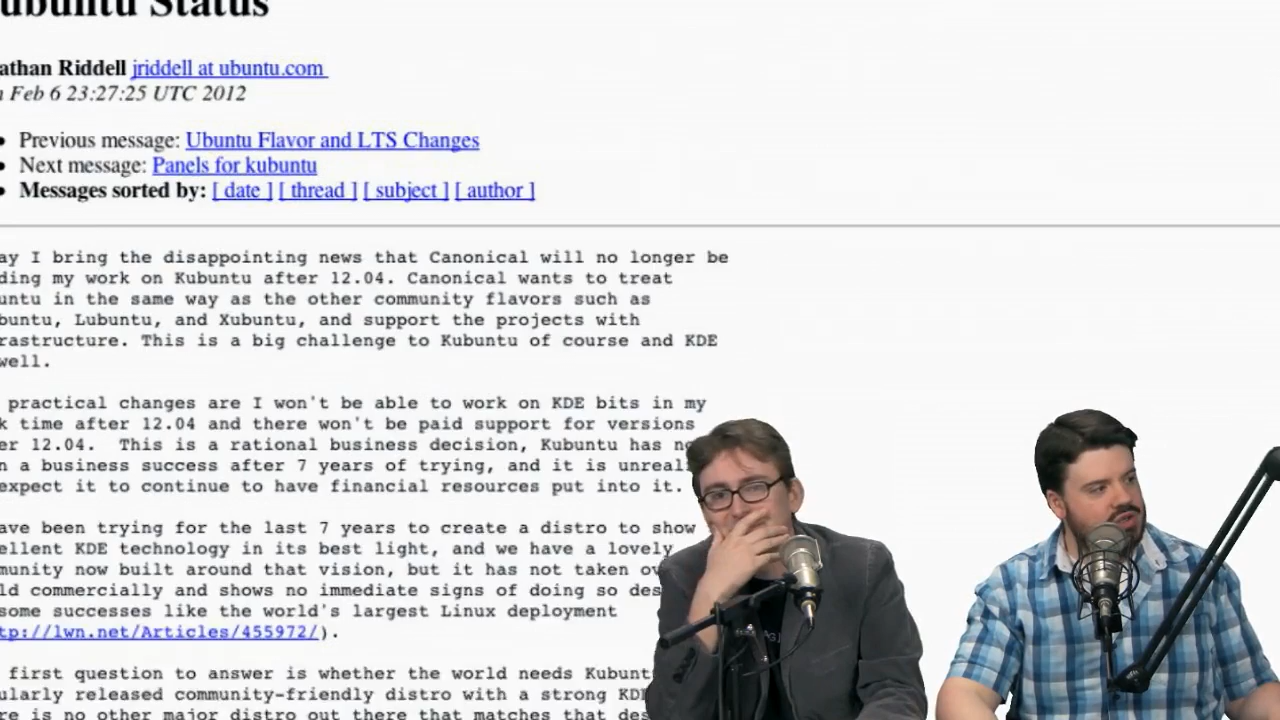 ubuntu Status
athan Riddell jriddell at ubuntu.com
Feb 6 23:27:25 UTC 2012
Previous message: Ubuntu Flavor and LTS Changes
Next message: Panels for kubuntu
Messages sorted by: [ date ] [ thread ] [ subject ] [ author ]
ay I bring the disappointing news that Canonical will no longer be
ding my work on Kubuntu after 12.04. Canonical wants to treat
untu in the same way as the other community flavors such as
buntu, Lubuntu, and Xubuntu, and support the projects with
rastructure. This is a big challenge to Kubuntu of course and KDE
well.
practical changes are I won't be able to work on KDE bits in my
k time after 12.04 and there won't be paid support for versions
er 12.04. This is a rational business decision, Kubuntu has no
n a business success after 7 years of trying, and it is unreal
expect it to continue to have financial resources put into it.
ave been trying for the last 7 years to create a distro to show
ellent KDE technology in its best light, and we have a lovely
munity now built around that vision, but it has not taken ov
ld commercially and shows no immediate signs of doing so des
some successes like the world's largest Linux deployment
tp://lwn.net/Articles/455972/).
first question to answer is whether the world needs Kubunt
ularly released community-friendly distro with a strong KD
re is no other major distro out there that matches that des